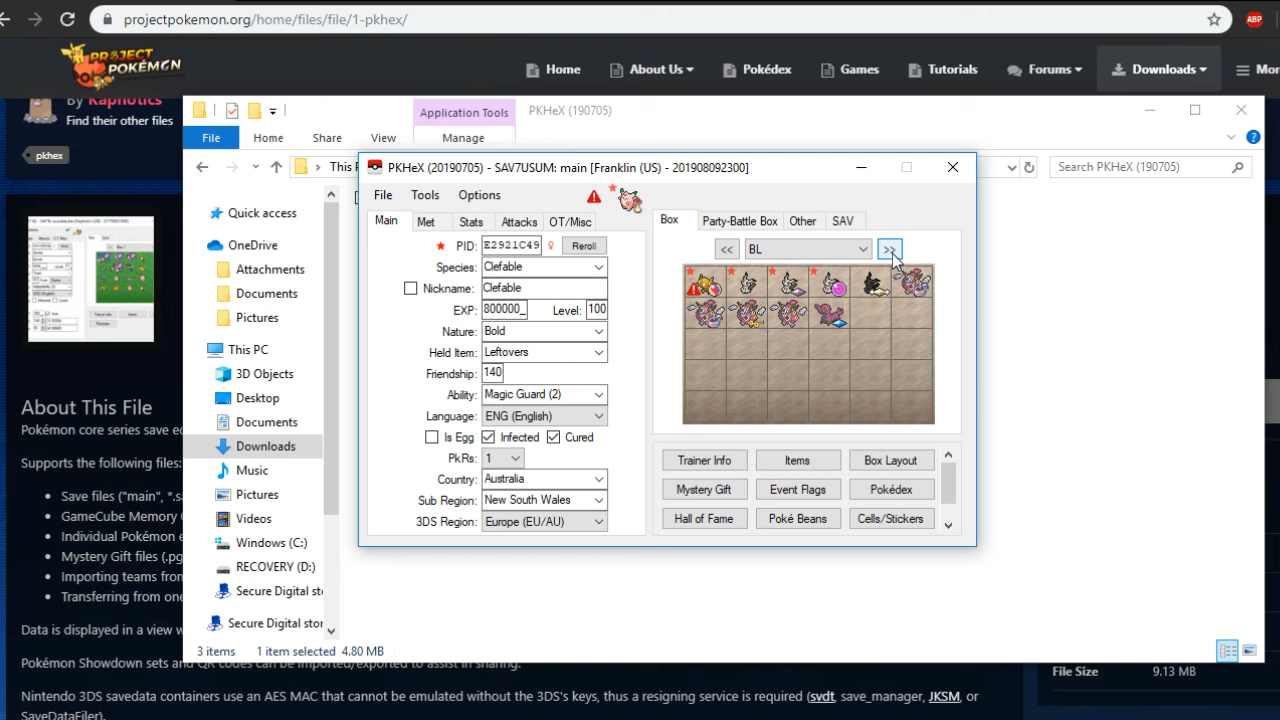 projectpokemon.org/home/files/file/1-pkhex/
ABP
PROJECT
POKÉMON
Home
About Us
Pokédex
Games
Tutorials
Forums
Downloads
Mor
By Kaphotics
Find their other files
pkhex
Application Tools
PKHeX (190705)
File
Home
Share
View
Manage
This P
Search PKHeX (190705)
Quick access
OneDrive
Attachments
Documents
Pictures
This PC
3D Objects
Desktop
Documents
Downloads
Music
Pictures
Videos
Windows (C:)
RECOVERY (D:)
Secure Digital sto
Secure Digital stor
3 items
1 item selected 4.80 MB
PKHeX (20190705) - SAV7USUM: main [Franklin (US) - 201908092300]
File
Tools
Options
Main
Met
Stats
Attacks
OT/Misc
PID: E2921C49
Reroll
Species: Clefable
Nickname: Clefable
EXP: 800000_ Level: 100
Nature: Bold
Held Item: Leftovers
Friendship: 140
Ability: Magic Guard (2)
Language: ENG (English)
Is Egg
Infected
Cured
PkRs: 1
Country: Australia
Sub Region: New South Wales
3DS Region: Europe (EU/AU)
Box
Party-Battle Box
Other
SAV
<<
BL
>>
Trainer Info
Items
Box Layout
Mystery Gift
Event Flags
Pokédex
Hall of Fame
Poké Beans
Cells/Stickers
About This File
Pokémon core series save ed
Supports the following files:
Save files ("main", *.sa
GameCube Memory C
Individual Pokémon e
Mystery Gift files (.pg
Importing teams from
Transferring from one
Data is displayed in a view w
Pokémon Showdown sets and QR codes can be imported/exported to assist in sharing.
Nintendo 3DS savedata containers use an AES MAC that cannot be emulated without the 3DS's keys, thus a resigning service is required (svdt, save_manager, JKSM, or
SaveDataFiler).
File Size
9.13 MB